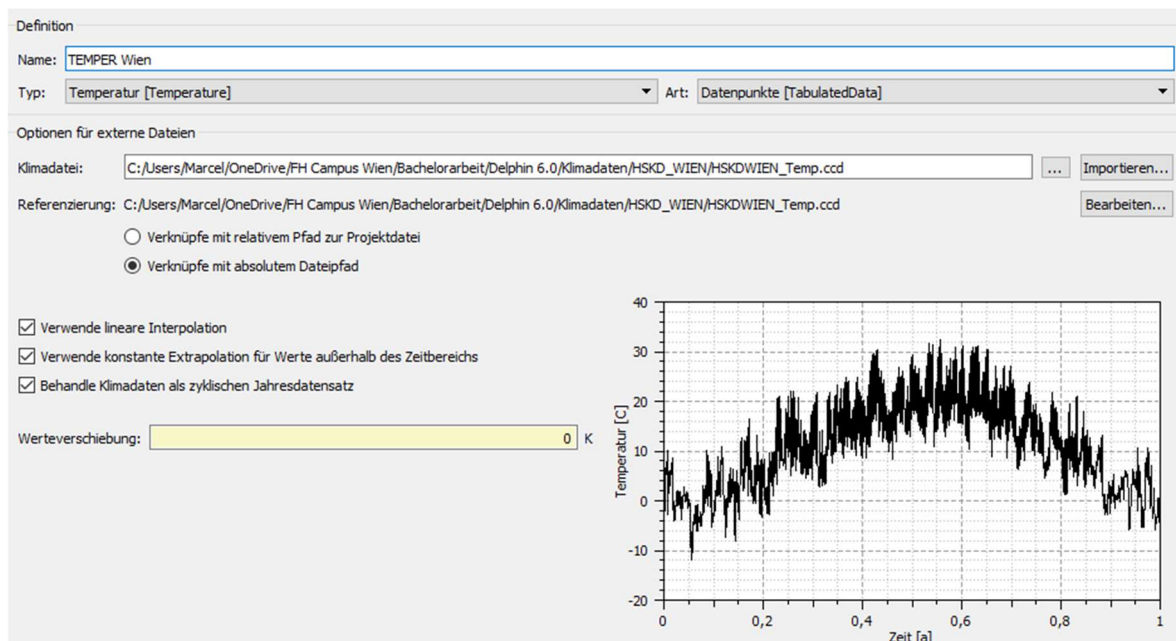 Definition
Name: TEMPER Wien
Typ: Temperatur [Temperature] Art: Datenpunkte [TabulatedData]
Optionen für externe Dateien
Klimadatei: C:/Users/Marcel/OneDrive/FH Campus Wien/Bachelorarbeit/Delphin 6.0/Klimadaten/HSKD_WIEN/HSKDWIEN_Temp.ccd ... Importieren...
Referenzierung: C:/Users/Marcel/OneDrive/FH Campus Wien/Bachelorarbeit/Delphin 6.0/Klimadaten/HSKD_WIEN/HSKDWIEN_Temp.ccd Bearbeiten...
Verknüpfe mit relativem Pfad zur Projektdatei
Verknüpfe mit absolutem Dateipfad
Verwende lineare Interpolation
Verwende konstante Extrapolation für Werte außerhalb des Zeitbereichs
Behandle Klimadaten als zyklischen Jahresdatensatz
Werteverschiebung: 0 K
Temperatur [C]
40
30
20
10
0
-10
-20
0 0,2 0,4 0,6 0,8 1
Zeit [a]